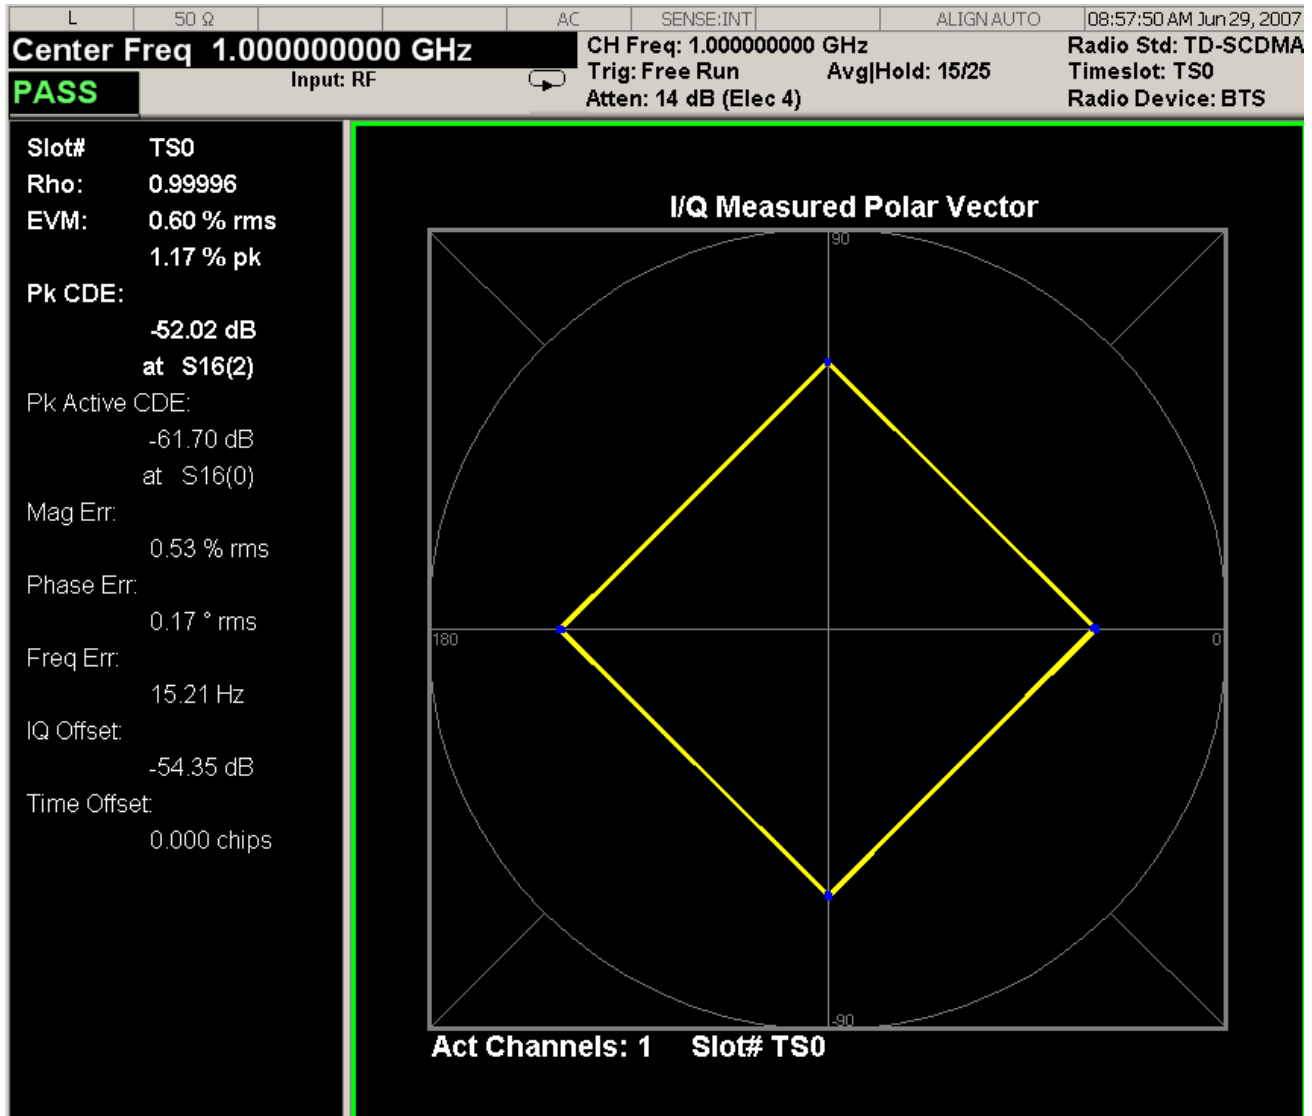 L 50 Ω AC SENSE:INT ALIGN AUTO 08:57:50 AM Jun 29, 2007
Center Freq 1.000000000 GHz
PASS
Input: RF
CH Freq: 1.000000000 GHz
Trig: Free Run Avg|Hold: 15/25
Atten: 14 dB (Elec 4)
Radio Std: TD-SCDMA
Timeslot: TS0
Radio Device: BTS
Slot# TS0
Rho: 0.99996
EVM: 0.60 % rms
1.17 % pk
Pk CDE:
-52.02 dB
at S16(2)
Pk Active CDE:
-61.70 dB
at S16(0)
Mag Err:
0.53 % rms
Phase Err:
0.17 ° rms
Freq Err:
15.21 Hz
IQ Offset:
-54.35 dB
Time Offset:
0.000 chips
I/Q Measured Polar Vector
90
180 0
-90
Act Channels: 1 Slot# TS0